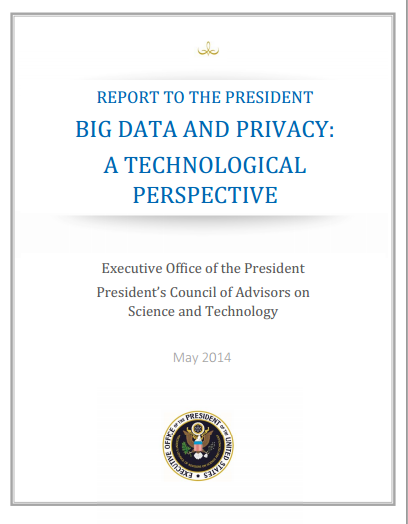 REPORT TO THE PRESIDENT
BIG DATA AND PRIVACY:
A TECHNOLOGICAL
PERSPECTIVE
Executive Office of the President
President’s Council of Advisors on
Science and Technology
May 2014
EXECUTIVE OFFICE OF THE PRESIDENT OF THE UNITED STATES